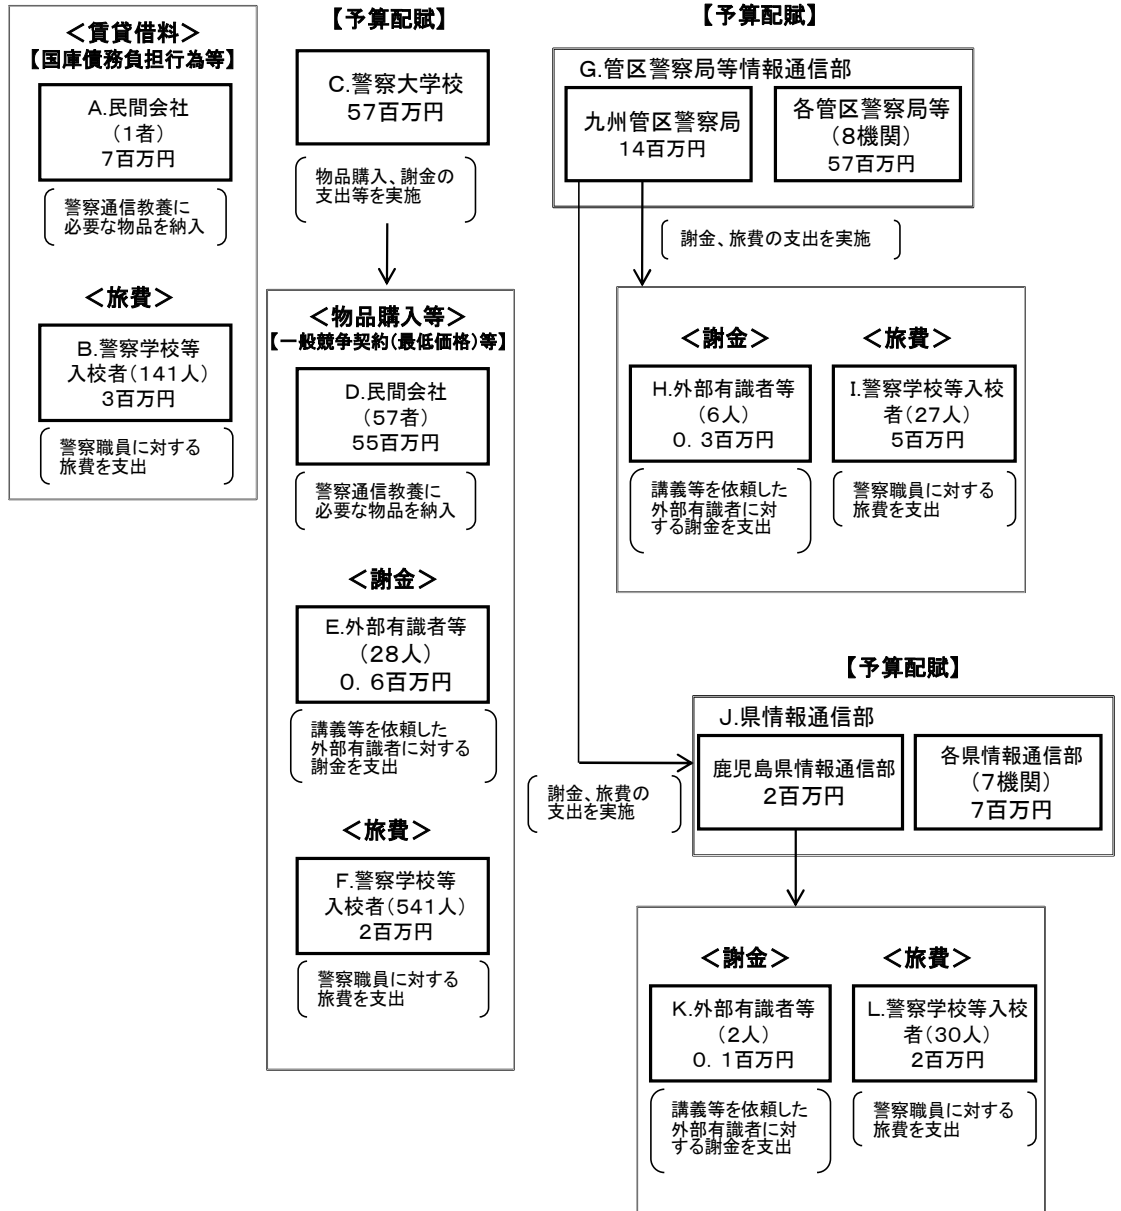 ＜賃貸借料＞
【国庫債務負担行為等】
A.民間会社
（1者）
7百万円
警察通信教養に
必要な物品を納入
＜旅費＞
B.警察学校等
入校者（141人）
3百万円
警察職員に対する
旅費を支出
【予算配賦】
C.警察大学校
57百万円
物品購入、謝金の
支出等を実施
＜物品購入等＞
【一般競争契約（最低価格）等】
D.民間会社
（57者）
55百万円
警察通信教養に
必要な物品を納入
＜謝金＞
E.外部有識者等
（28人）
0．6百万円
講義等を依頼した
外部有識者に対する
謝金を支出
＜旅費＞
F.警察学校等
入校者（541人）
2百万円
警察職員に対する
旅費を支出
【予算配賦】
G.管区警察局等情報通信部
九州管区警察局
14百万円
各管区警察局等
（8機関）
57百万円
謝金、旅費の支出を実施
＜謝金＞
H.外部有識者等
（6人）
0．3百万円
講義等を依頼した
外部有識者に対
する謝金を支出
＜旅費＞
I.警察学校等入校
者（27人）
5百万円
警察職員に対する
旅費を支出
謝金、旅費の
支出を実施
【予算配賦】
J.県情報通信部
鹿児島県情報通信部
2百万円
各県情報通信部
（7機関）
7百万円
＜謝金＞
K.外部有識者等
（2人）
0．1百万円
講義等を依頼した
外部有識者に対
する謝金を支出
＜旅費＞
L.警察学校等入校
者（30人）
2百万円
警察職員に対する
旅費を支出